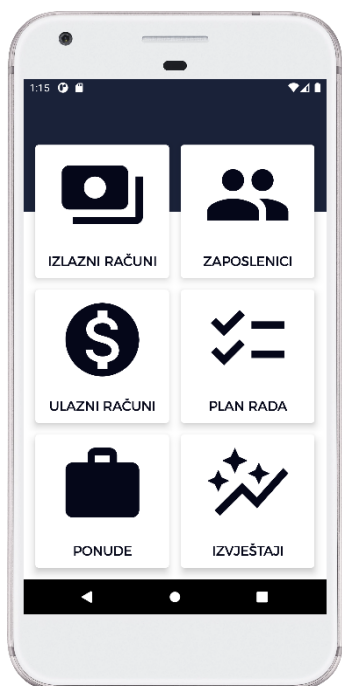 1:15
IZLAZNI RAČUNI
ZAPOSLENICI
ULAZNI RAČUNI
PLAN RADA
PONUDE
IZVJEŠTAJI